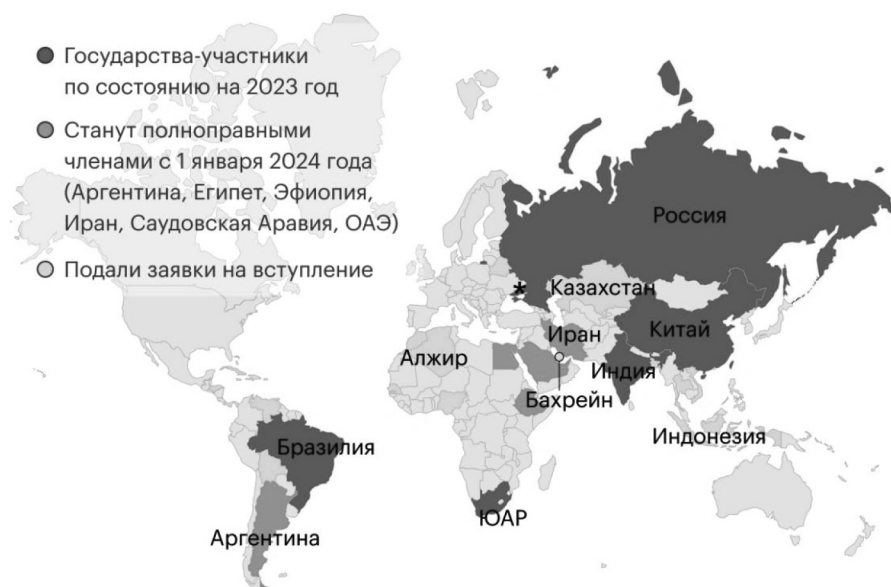 Государства-участники
по состоянию на 2023 год
Станут полноправными
членами с 1 января 2024 года
(Аргентина, Египет, Эфиопия,
Иран, Саудовская Аравия, ОАЭ)
Подали заявки на вступление
Россия
*
Казахстан
Китай
Иран
Алжир
Индия
Бахрейн
Индонезия
Бразилия
ЮАР
Аргентина